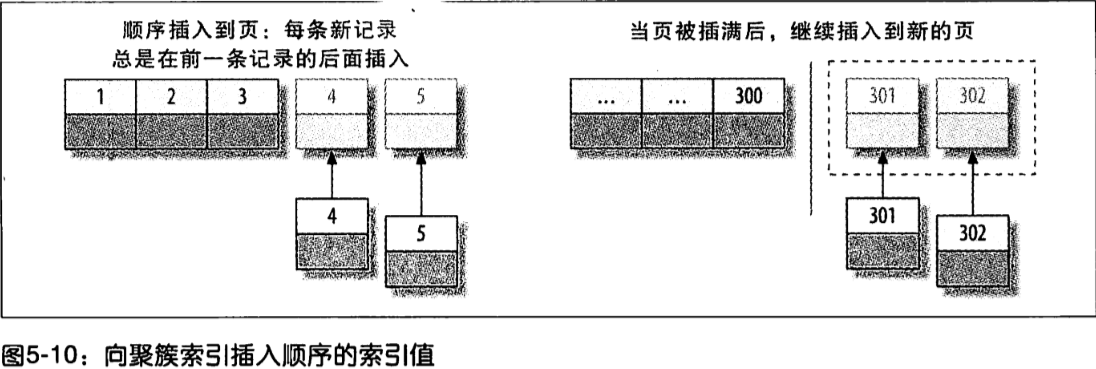 顺序插入到页：每条新记录
总是在前一条记录的后面插入
1 2 3 4 5
4
5
当页被插满后，继续插入到新的页
... ... 300 301 302
301
302
图5-10：向聚簇索引插入顺序的索引值